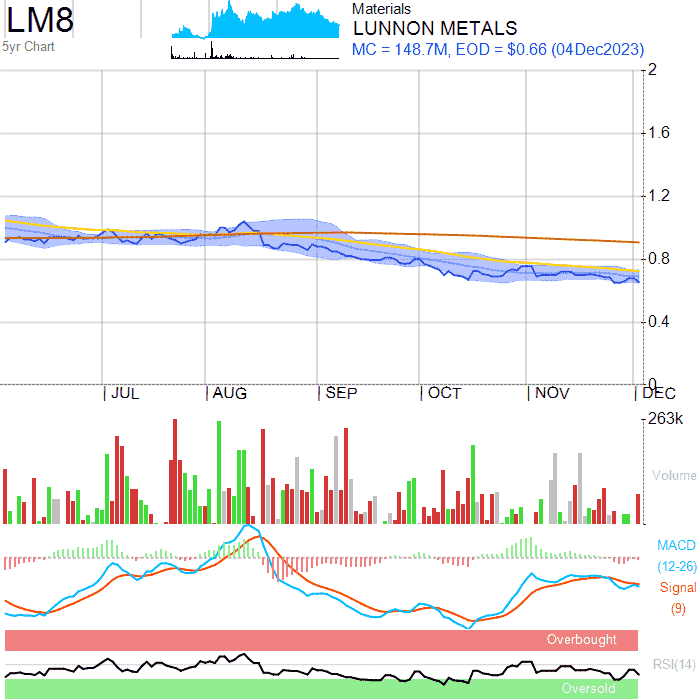 LM8
5yr Chart
Materials
LUNNON METALS
MC = 148.7M, EOD = $0.66 (04Dec2023)
2
1.6
1.2
0.8
0.4
0
JUL AUG SEP OCT NOV DEC
263k
Volume
MACD
(12-26)
Signal
(9)
Overbought
RSI(14)
Oversold